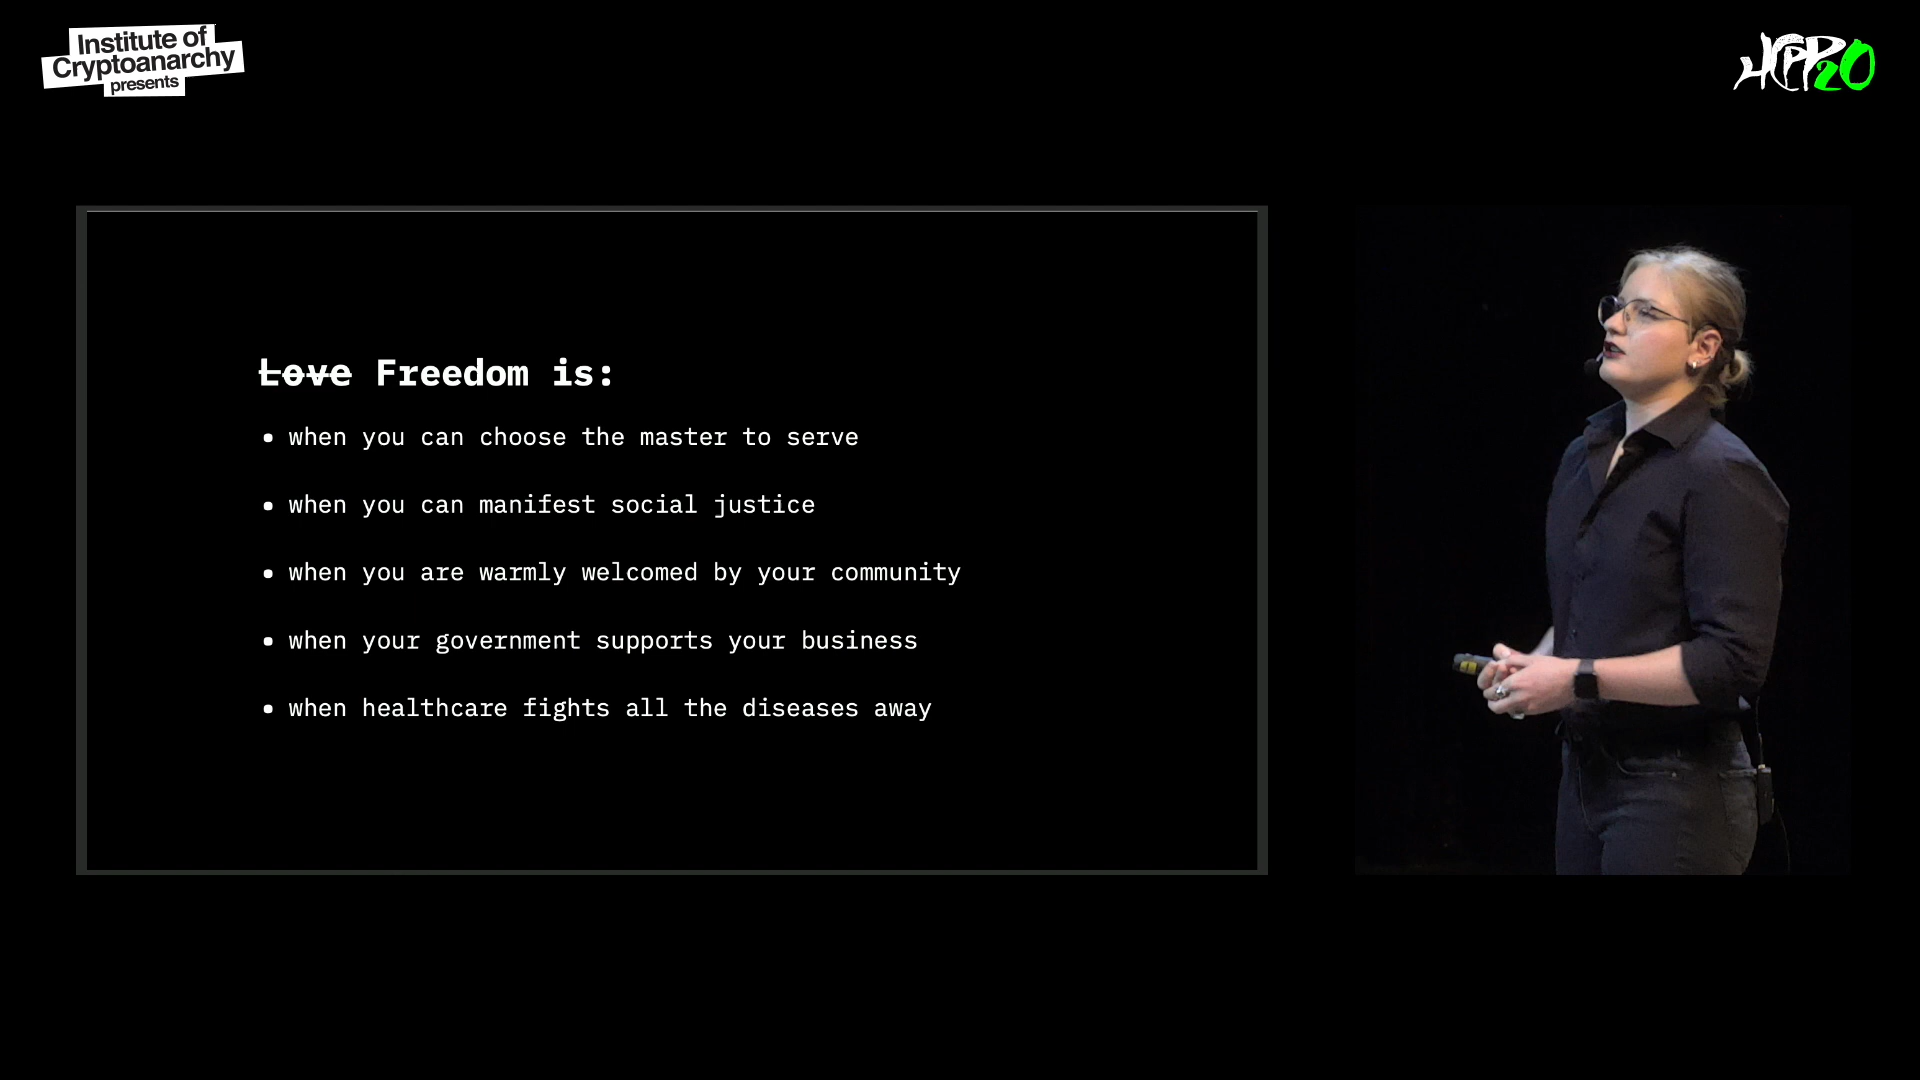 Institute of
Cryptoanarchy
presents
HCPP20
Love Freedom is:
• when you can choose the master to serve
• when you can manifest social justice
• when you are warmly welcomed by your community
• when your government supports your business
• when healthcare fights all the diseases away